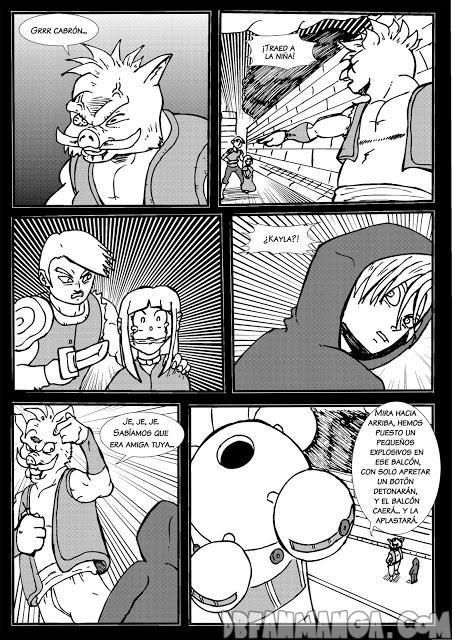 Grrr cabrón...
¡Traed a
la niña!
¿Kayla?!
Je, je, je.
Sabíamos que
era amiga tuya...
Mira hacia
arriba, hemos
puesto un
pequeños
explosivos en
ese balcón,
con solo apretar
un botón
detonarán,
y el balcón
caerá... y la
aplastará.
DBFANMANGA.COM